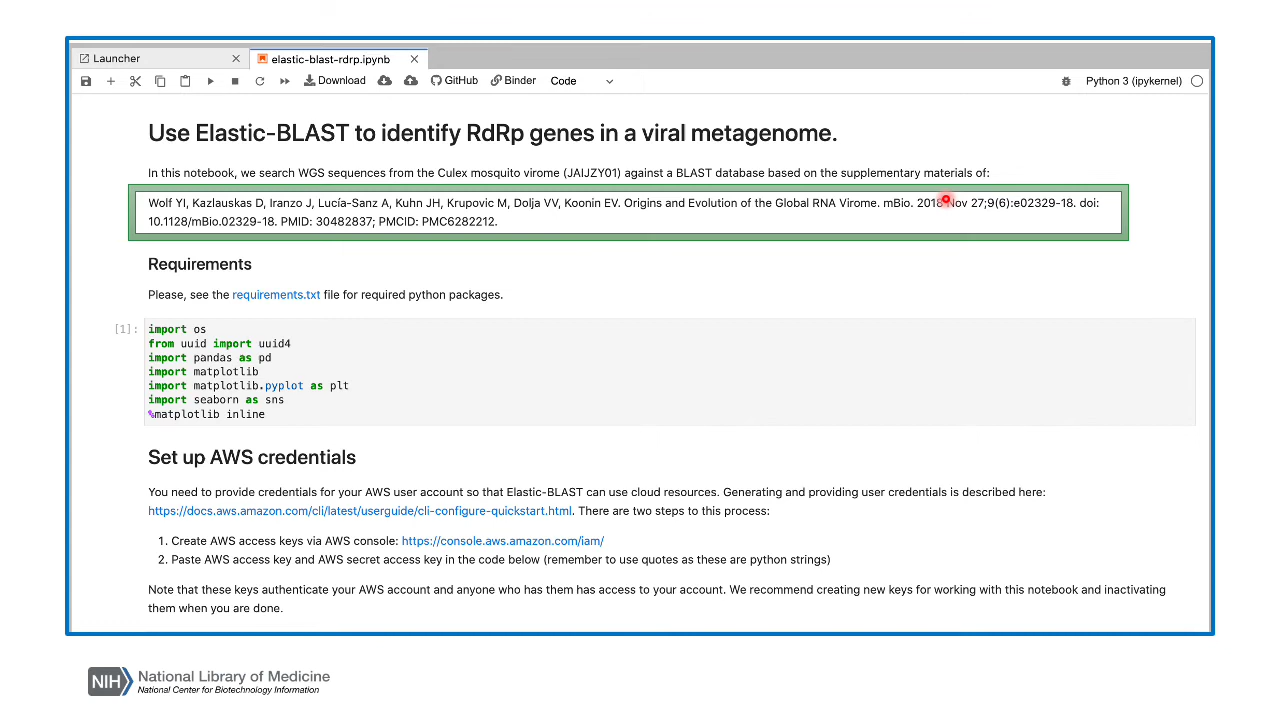 Launcher
elastic-blast-rdrp.ipynb
Download GitHub Binder Code Python 3 (ipykernel)
Use Elastic-BLAST to identify RdRp genes in a viral metagenome.
In this notebook, we search WGS sequences from the Culex mosquito virome (JAIJZY01) against a BLAST database based on the supplementary materials of:
Wolf YI, Kazlauskas D, Iranzo J, Lucía-Sanz A, Kuhn JH, Krupovic M, Dolja VV, Koonin EV. Origins and Evolution of the Global RNA Virome. mBio. 2018 Nov 27;9(6):e02329-18. doi:
10.1128/mBio.02329-18. PMID: 30482837; PMCID: PMC6282212.
Requirements
Please, see the requirements.txt file for required python packages.
[1]:
import os
from uuid import uuid4
import pandas as pd
import matplotlib
import matplotlib.pyplot as plt
import seaborn as sns
%matplotlib inline
Set up AWS credentials
You need to provide credentials for your AWS user account so that Elastic-BLAST can use cloud resources. Generating and providing user credentials is described here:
https://docs.aws.amazon.com/cli/latest/userguide/cli-configure-quickstart.html. There are two steps to this process:
1. Create AWS access keys via AWS console: https://console.aws.amazon.com/iam/
2. Paste AWS access key and AWS secret access key in the code below (remember to use quotes as these are python strings)
Note that these keys authenticate your AWS account and anyone who has them has access to your account. We recommend creating new keys for working with this notebook and inactivating
them when you are done.
NIH National Library of Medicine
National Center for Biotechnology Information